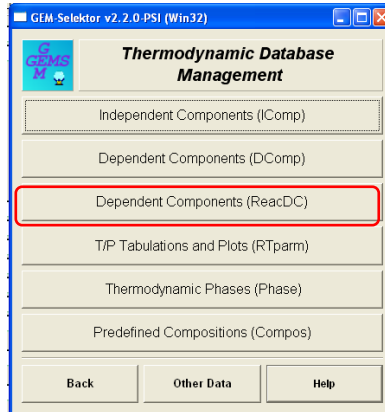 GEM-Selektor v2.2.0-PSI (Win32)
G
GEMS
M
Thermodynamic Database
Management
Independent Components (IComp)
Dependent Components (DComp)
Dependent Components (ReacDC)
T/P Tabulations and Plots (RTparm)
Thermodynamic Phases (Phase)
Predefined Compositions (Compos)
Back Other Data Help